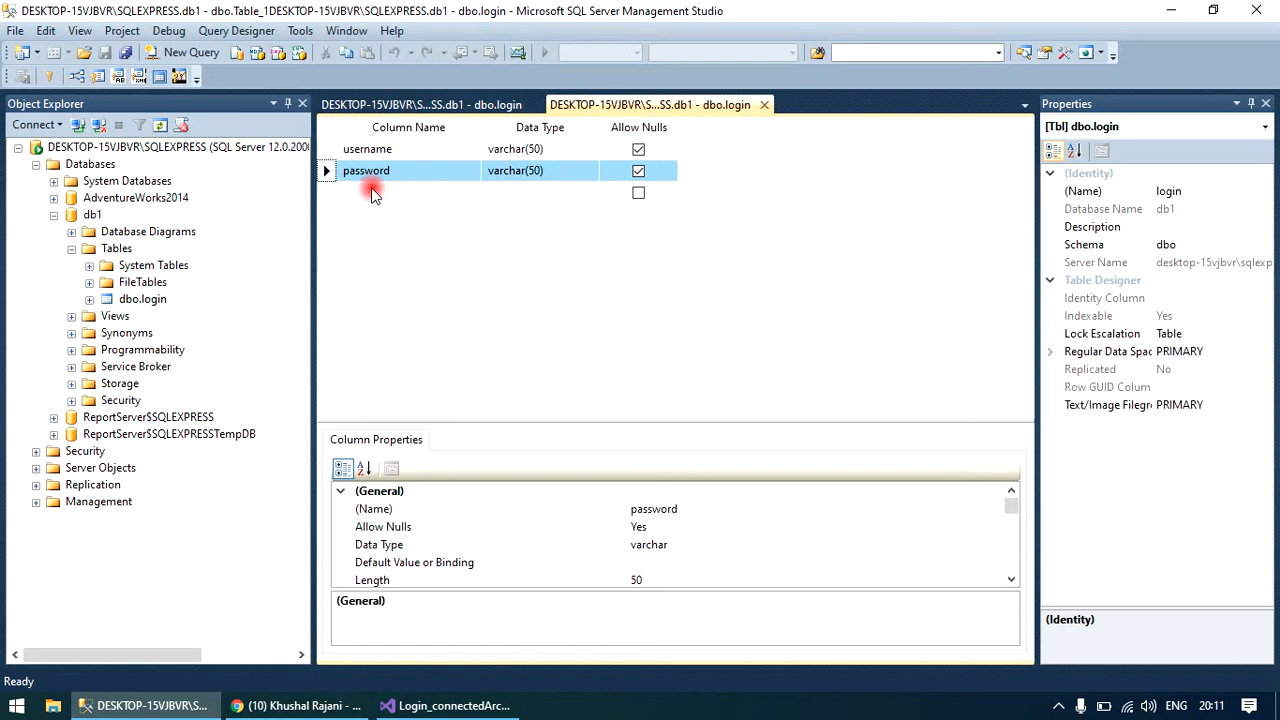 DESKTOP-15VJBVR\SQLEXPRESS.db1 - dbo.Table_1DESKTOP-15VJBVR\SQLEXPRESS.db1 - dbo.login - Microsoft SQL Server Management Studio
File Edit View Project Debug Query Designer Tools Window Help
New Query
Object Explorer
Connect
DESKTOP-15VJBVR\SQLEXPRESS (SQL Server 12.0.2000
Databases
System Databases
AdventureWorks2014
db1
Database Diagrams
Tables
System Tables
FileTables
dbo.login
Views
Synonyms
Programmability
Service Broker
Storage
Security
ReportServer$SQLEXPRESS
ReportServer$SQLEXPRESSTempDB
Security
Server Objects
Replication
Management
DESKTOP-15VJBVR\S...SS.db1 - dbo.login
DESKTOP-15VJBVR\S...SS.db1 - dbo.login
Column Name Data Type Allow Nulls
username varchar(50)
password varchar(50)
Column Properties
(General)
(Name) password
Allow Nulls Yes
Data Type varchar
Default Value or Binding
Length 50
(General)
Properties
[Tbl] dbo.login
(Identity)
(Name) login
Database Name db1
Description
Schema dbo
Server Name desktop-15vjbvr\sqlexp
Table Designer
Identity Column
Indexable Yes
Lock Escalation Table
Regular Data Spac PRIMARY
Replicated No
Row GUID Colum
Text/Image Filegr PRIMARY
(Identity)
Ready
DESKTOP-15VJBVR\S...
(10) Khushal Rajani - ...
Login_connectedArc...
ENG 20:11